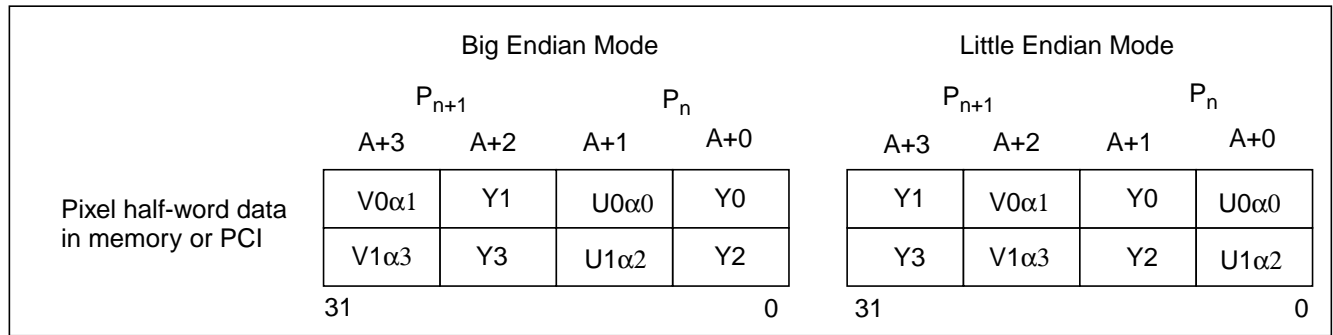 Big Endian Mode Little Endian Mode
Pn+1 Pn Pn+1 Pn
A+3 A+2 A+1 A+0 A+3 A+2 A+1 A+0
Pixel half-word data
in memory or PCI
V0α1 Y1 U0α0 Y0 Y1 V0α1 Y0 U0α0
V1α3 Y3 U1α2 Y2 Y3 V1α3 Y2 U1α2
31 0 31 0